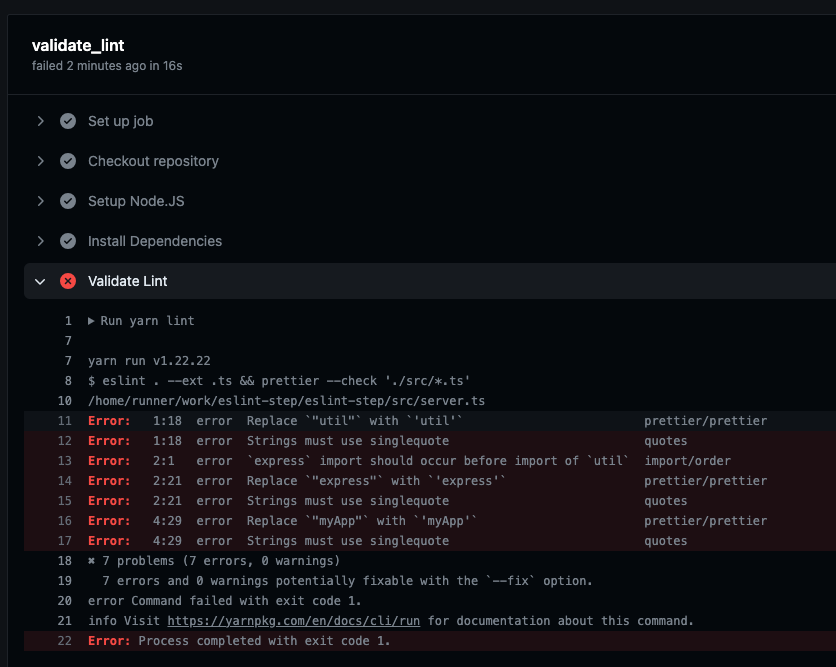 validate_lint
failed 2 minutes ago in 16s
Set up job
Checkout repository
Setup Node.JS
Install Dependencies
Validate Lint
1 ▶ Run yarn lint
7
7 yarn run v1.22.22
8 $ eslint . --ext .ts && prettier --check './src/*.ts'
10 /home/runner/work/eslint-step/eslint-step/src/server.ts
11 Error: 1:18 error Replace `"util"` with `'util'` prettier/prettier
12 Error: 1:18 error Strings must use singlequote quotes
13 Error: 2:1 error `express` import should occur before import of `util` import/order
14 Error: 2:21 error Replace `"express"` with `'express'` prettier/prettier
15 Error: 2:21 error Strings must use singlequote quotes
16 Error: 4:29 error Replace `"myApp"` with `'myApp'` prettier/prettier
17 Error: 4:29 error Strings must use singlequote quotes
18 ✖ 7 problems (7 errors, 0 warnings)
19 7 errors and 0 warnings potentially fixable with the `--fix` option.
20 error Command failed with exit code 1.
21 info Visit https://yarnpkg.com/en/docs/cli/run for documentation about this command.
22 Error: Process completed with exit code 1.